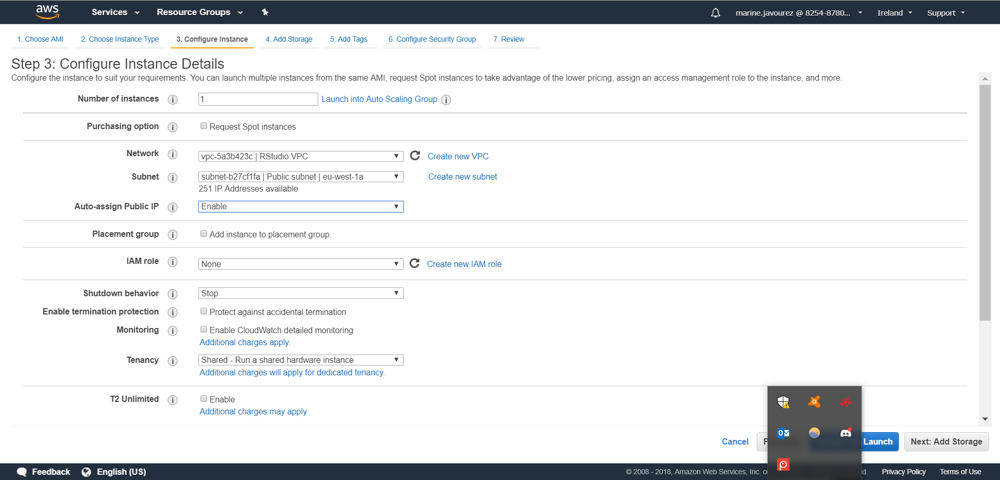 aws Services Resource Groups marine.javourez @ 8254-8780... Ireland Support
1. Choose AMI 2. Choose Instance Type 3. Configure Instance 4. Add Storage 5. Add Tags 6. Configure Security Group 7. Review
Step 3: Configure Instance Details
Configure the instance to suit your requirements. You can launch multiple instances from the same AMI, request Spot instances to take advantage of the lower pricing, assign an access management role to the instance, and more.
Number of instances i 1 Launch into Auto Scaling Group i
Purchasing option i Request Spot instances
Network i vpc-5a3b423c | RStudio VPC Create new VPC
Subnet i subnet-b27cf1fa | Public subnet | eu-west-1a Create new subnet
251 IP Addresses available
Auto-assign Public IP i Enable
Placement group i Add instance to placement group.
IAM role i None Create new IAM role
Shutdown behavior i Stop
Enable termination protection i Protect against accidental termination
Monitoring i Enable CloudWatch detailed monitoring
Additional charges apply.
Tenancy i Shared - Run a shared hardware instance
Additional charges will apply for dedicated tenancy.
T2 Unlimited i Enable
Additional charges may apply
Cancel Launch Next: Add Storage
Feedback English (US) © 2008 - 2018, Amazon Web Services, Inc. Privacy Policy Terms of Use